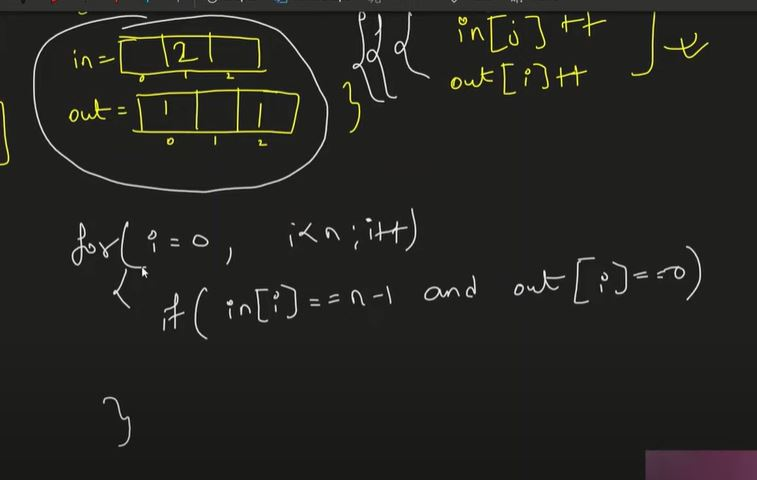 in = 2
0 1 2
out = 1 1
0 1 2
{ { {
in[j]++
out[i]++
}
for(i=0, i<n; i++)
{
if( in[i]==n-1 and out[i]==0)
}